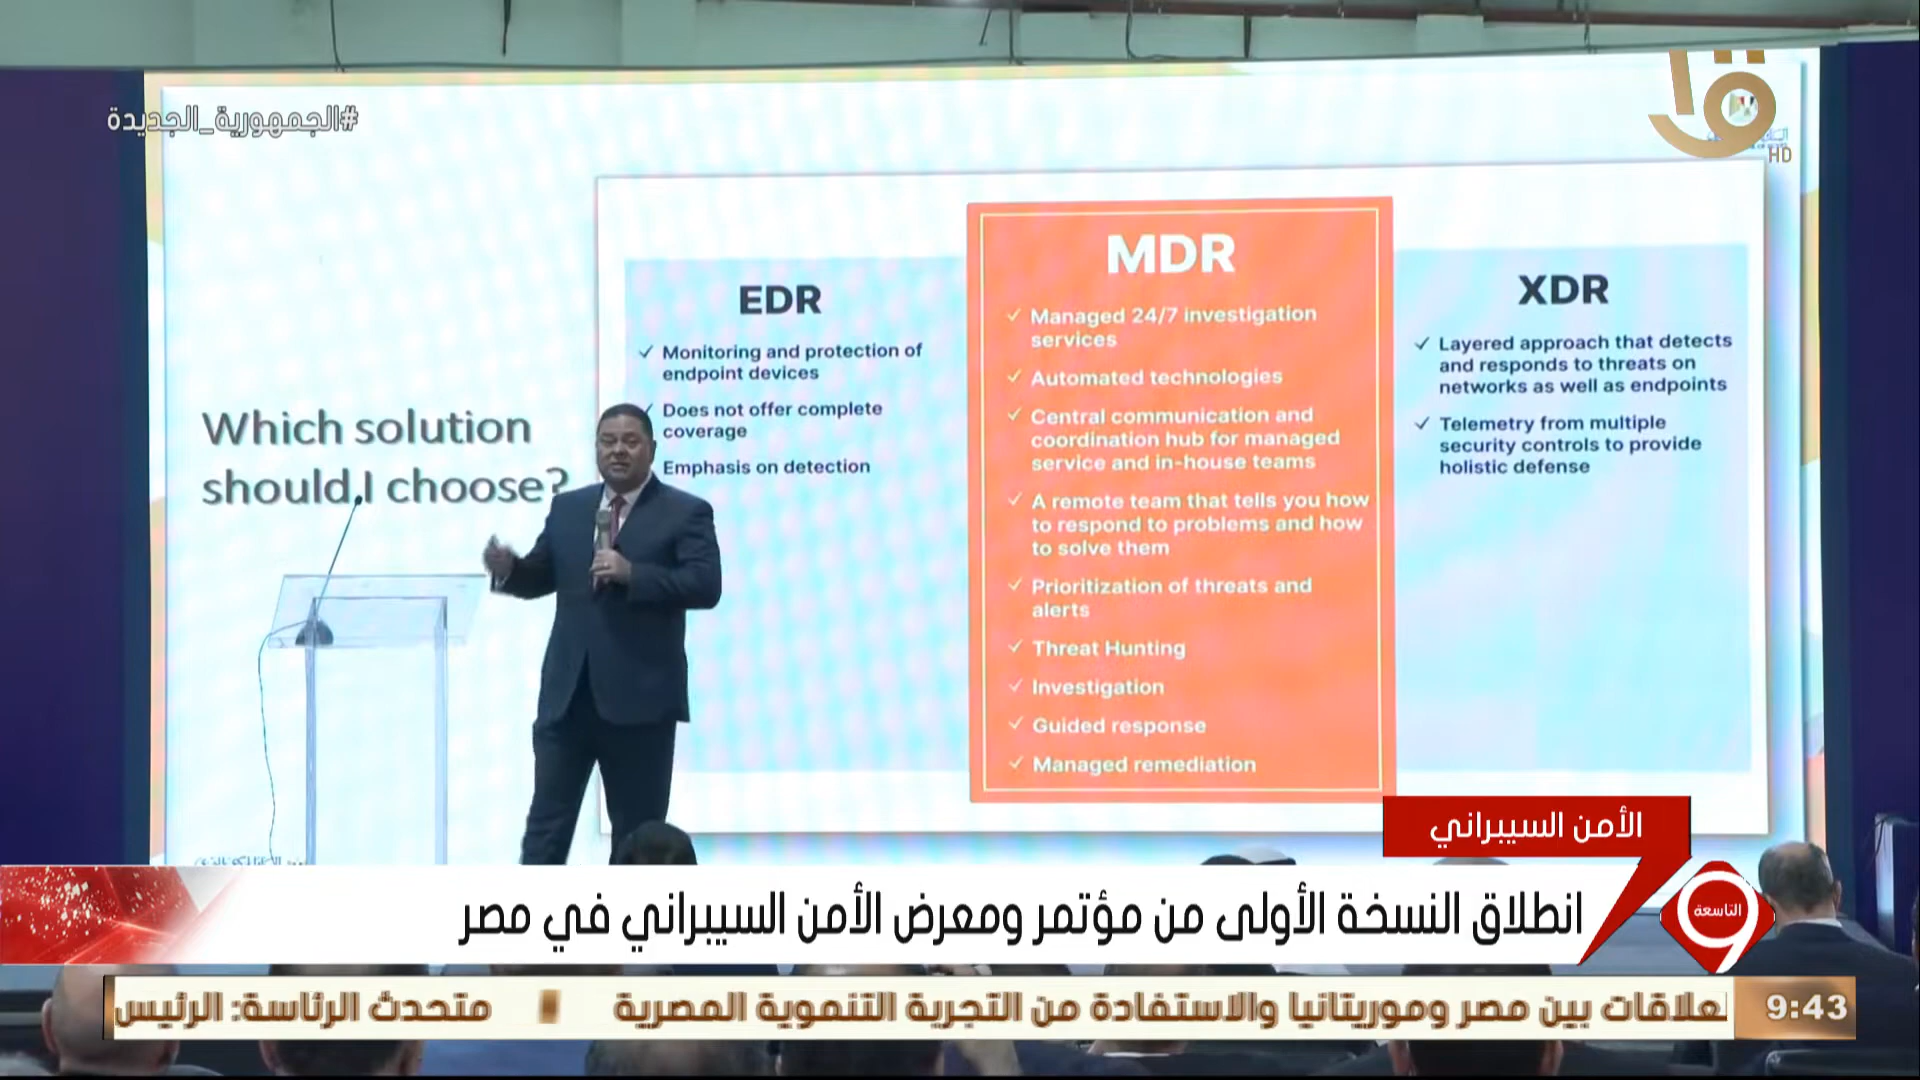 #الجمهورية_الجديدة
HD
Which solution
should I choose?
EDR
Monitoring and protection of
endpoint devices
Does not offer complete
coverage
Emphasis on detection
MDR
Managed 24/7 investigation
services
Automated technologies
Central communication and
coordination hub for managed
service and in-house teams
A remote team that tells you how
to respond to problems and how
to solve them
Prioritization of threats and
alerts
Threat Hunting
Investigation
Guided response
Managed remediation
XDR
Layered approach that detects
and responds to threats on
networks as well as endpoints
Telemetry from multiple
security controls to provide
holistic defense
الأمن السيبراني
انطلاق النسخة الأولى من مؤتمر ومعرض الأمن السيبراني في مصر
التاسعة
9
لعلاقات بين مصر وموريتانيا والاستفادة من التجربة التنموية المصرية متحدث الرئاسة: الرئيس
9:43